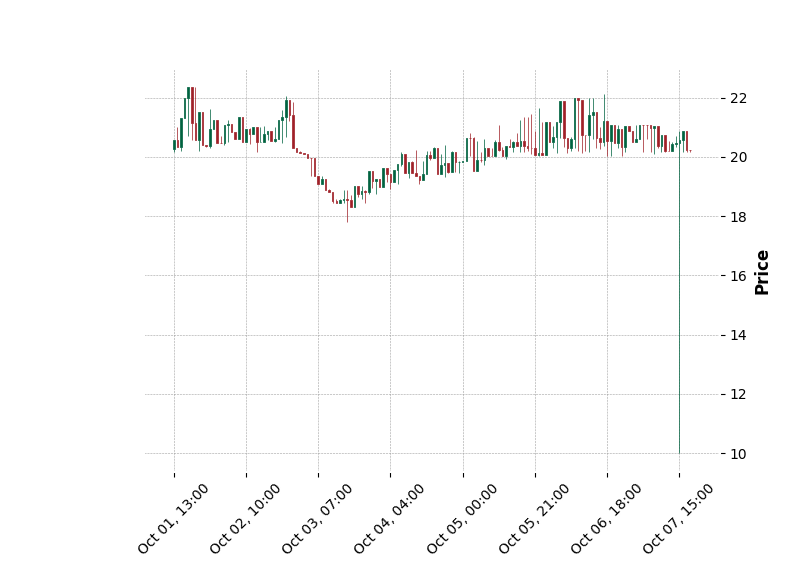 22
20
18
16
14
12
10
Price
Oct 01, 13:00
Oct 02, 10:00
Oct 03, 07:00
Oct 04, 04:00
Oct 05, 00:00
Oct 05, 21:00
Oct 06, 18:00
Oct 07, 15:00